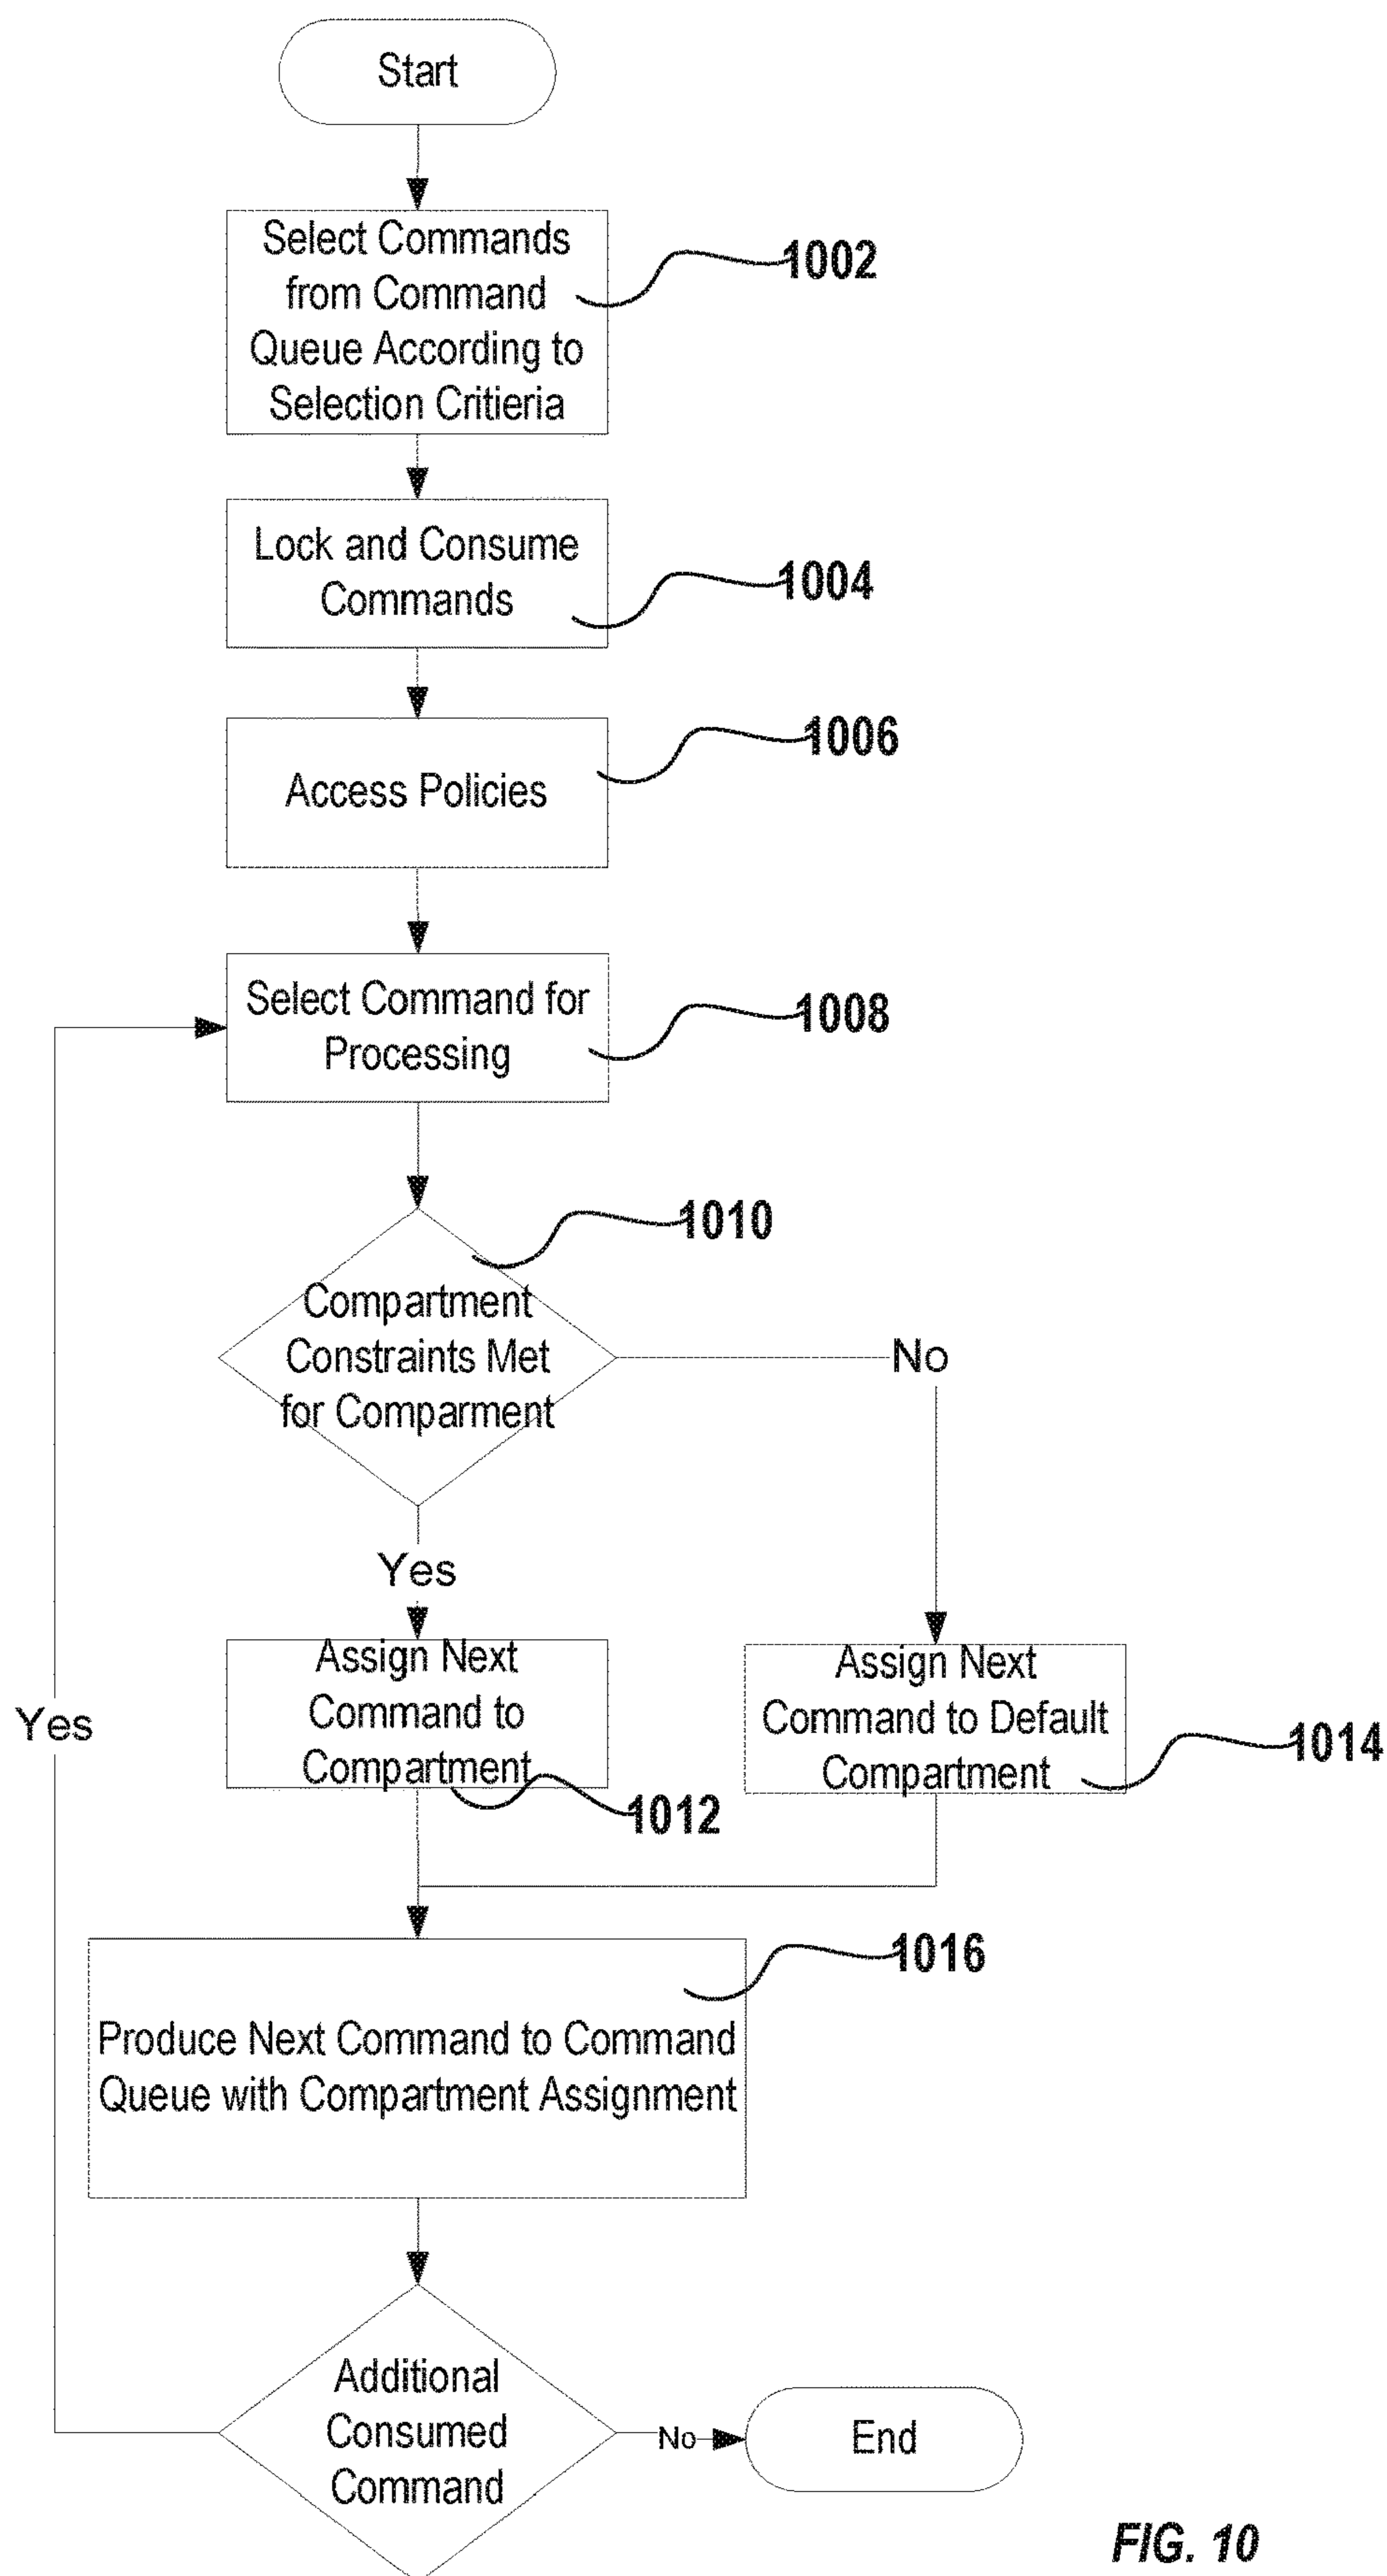 Start
Select Commands
from Command
Queue According to
Selection Critieria
1002
Lock and Consume
Commands
1004
Access Policies
1006
Select Command for
Processing
1008
Compartment
Constraints Met
for Comparment
1010
No
Yes
Assign Next
Command to
Compartment
1012
Assign Next
Command to Default
Compartment
1014
Yes
Produce Next Command to Command
Queue with Compartment Assignment
1016
Additional
Consumed
Command
No
End
FIG. 10